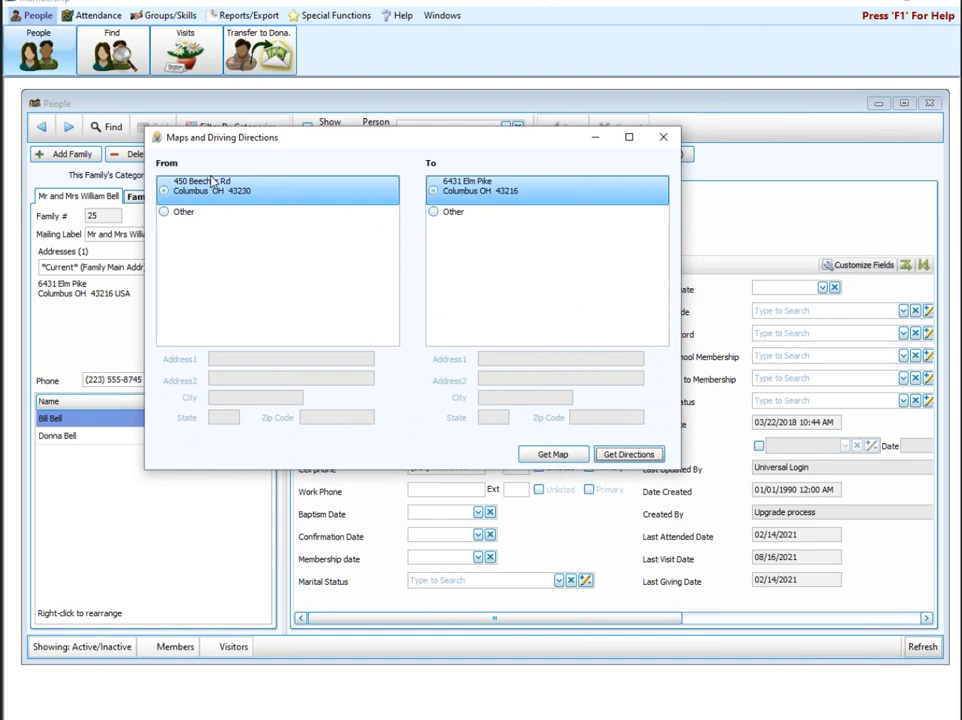 People Attendance Groups/Skills Reports/Export Special Functions Help Windows
Press 'F1' For Help
People Find Visits Transfer to Dona.
People
Find Show Person
Maps and Driving Directions
Add Family
This Family's
From To
450 Rd
Columbus OH 43230
6431 Elm Pike
Columbus OH 43216
Other Other
Mr and Mrs William Bell
Family # 25
Mailing Label Mr and Mrs
Addresses (1)
*Current* (Family Main
6431 Elm Pike
Columbus OH 43216 USA
Customize Fields
Type to Search
Type to Search
Type to Search
Membership
Type to Search
to Membership
Type to Search
Type to Search
Address1 Address1
Address2 Address2
City City
State Zip Code State Zip Code
Get Map Get Directions
Phone (223) 555-8745
Name
Bill Bell
Donna Bell
03/22/2018 10:44 AM
Date
Last Updated By Universal Login
Work Phone Ext Unlisted Primary
Date Created 01/01/1990 12:00 AM
Baptism Date
Created By Upgrade process
Confirmation Date
Last Attended Date 02/14/2021
Membership date
Last Visit Date 08/16/2021
Marital Status Type to Search
Last Giving Date 02/14/2021
Right-click to rearrange
Showing: Active/Inactive Members Visitors Refresh